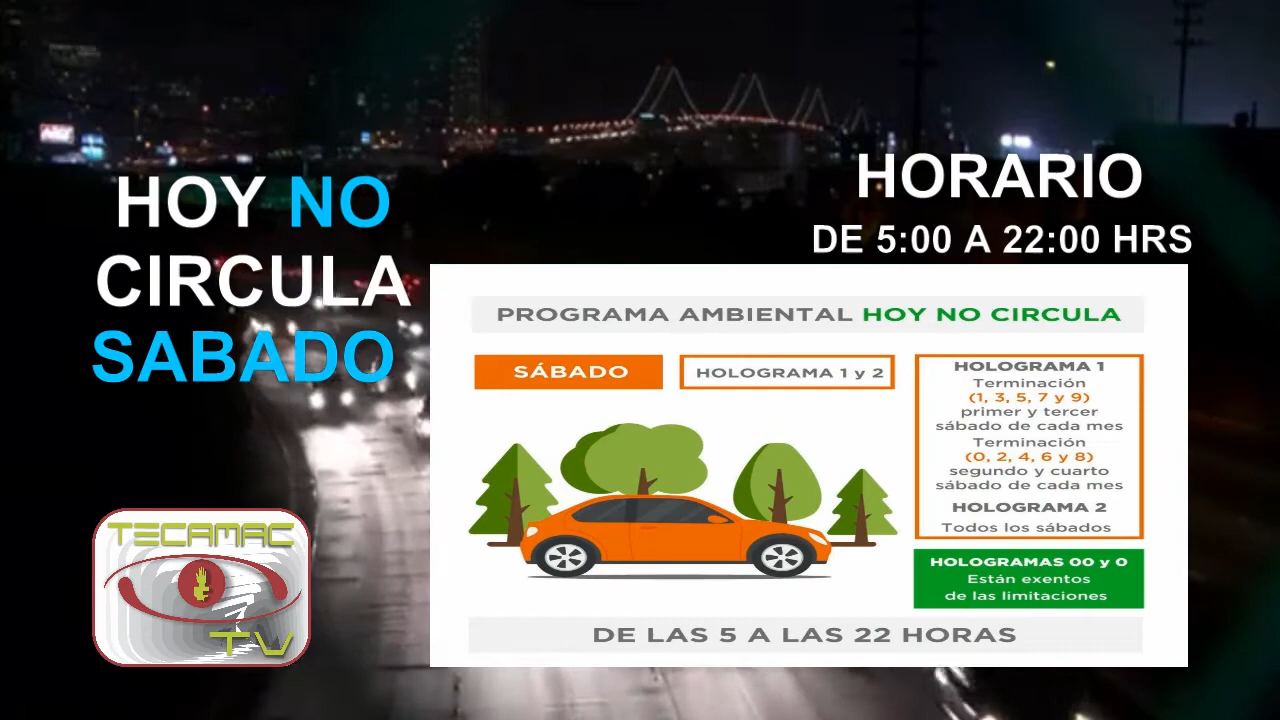 HOY NO
CIRCULA
SABADO
HORARIO
DE 5:00 A 22:00 HRS
PROGRAMA AMBIENTAL HOY NO CIRCULA
SÁBADO
HOLOGRAMA 1 y 2
HOLOGRAMA 1
Terminación
(1, 3, 5, 7 y 9)
primer y tercer
sábado de cada mes
Terminación
(0, 2, 4, 6 y 8)
segundo y cuarto
sábado de cada mes
HOLOGRAMA 2
Todos los sábados
HOLOGRAMAS 00 y 0
Están exentos
de las limitaciones
DE LAS 5 A LAS 22 HORAS
TECAMAC
TV